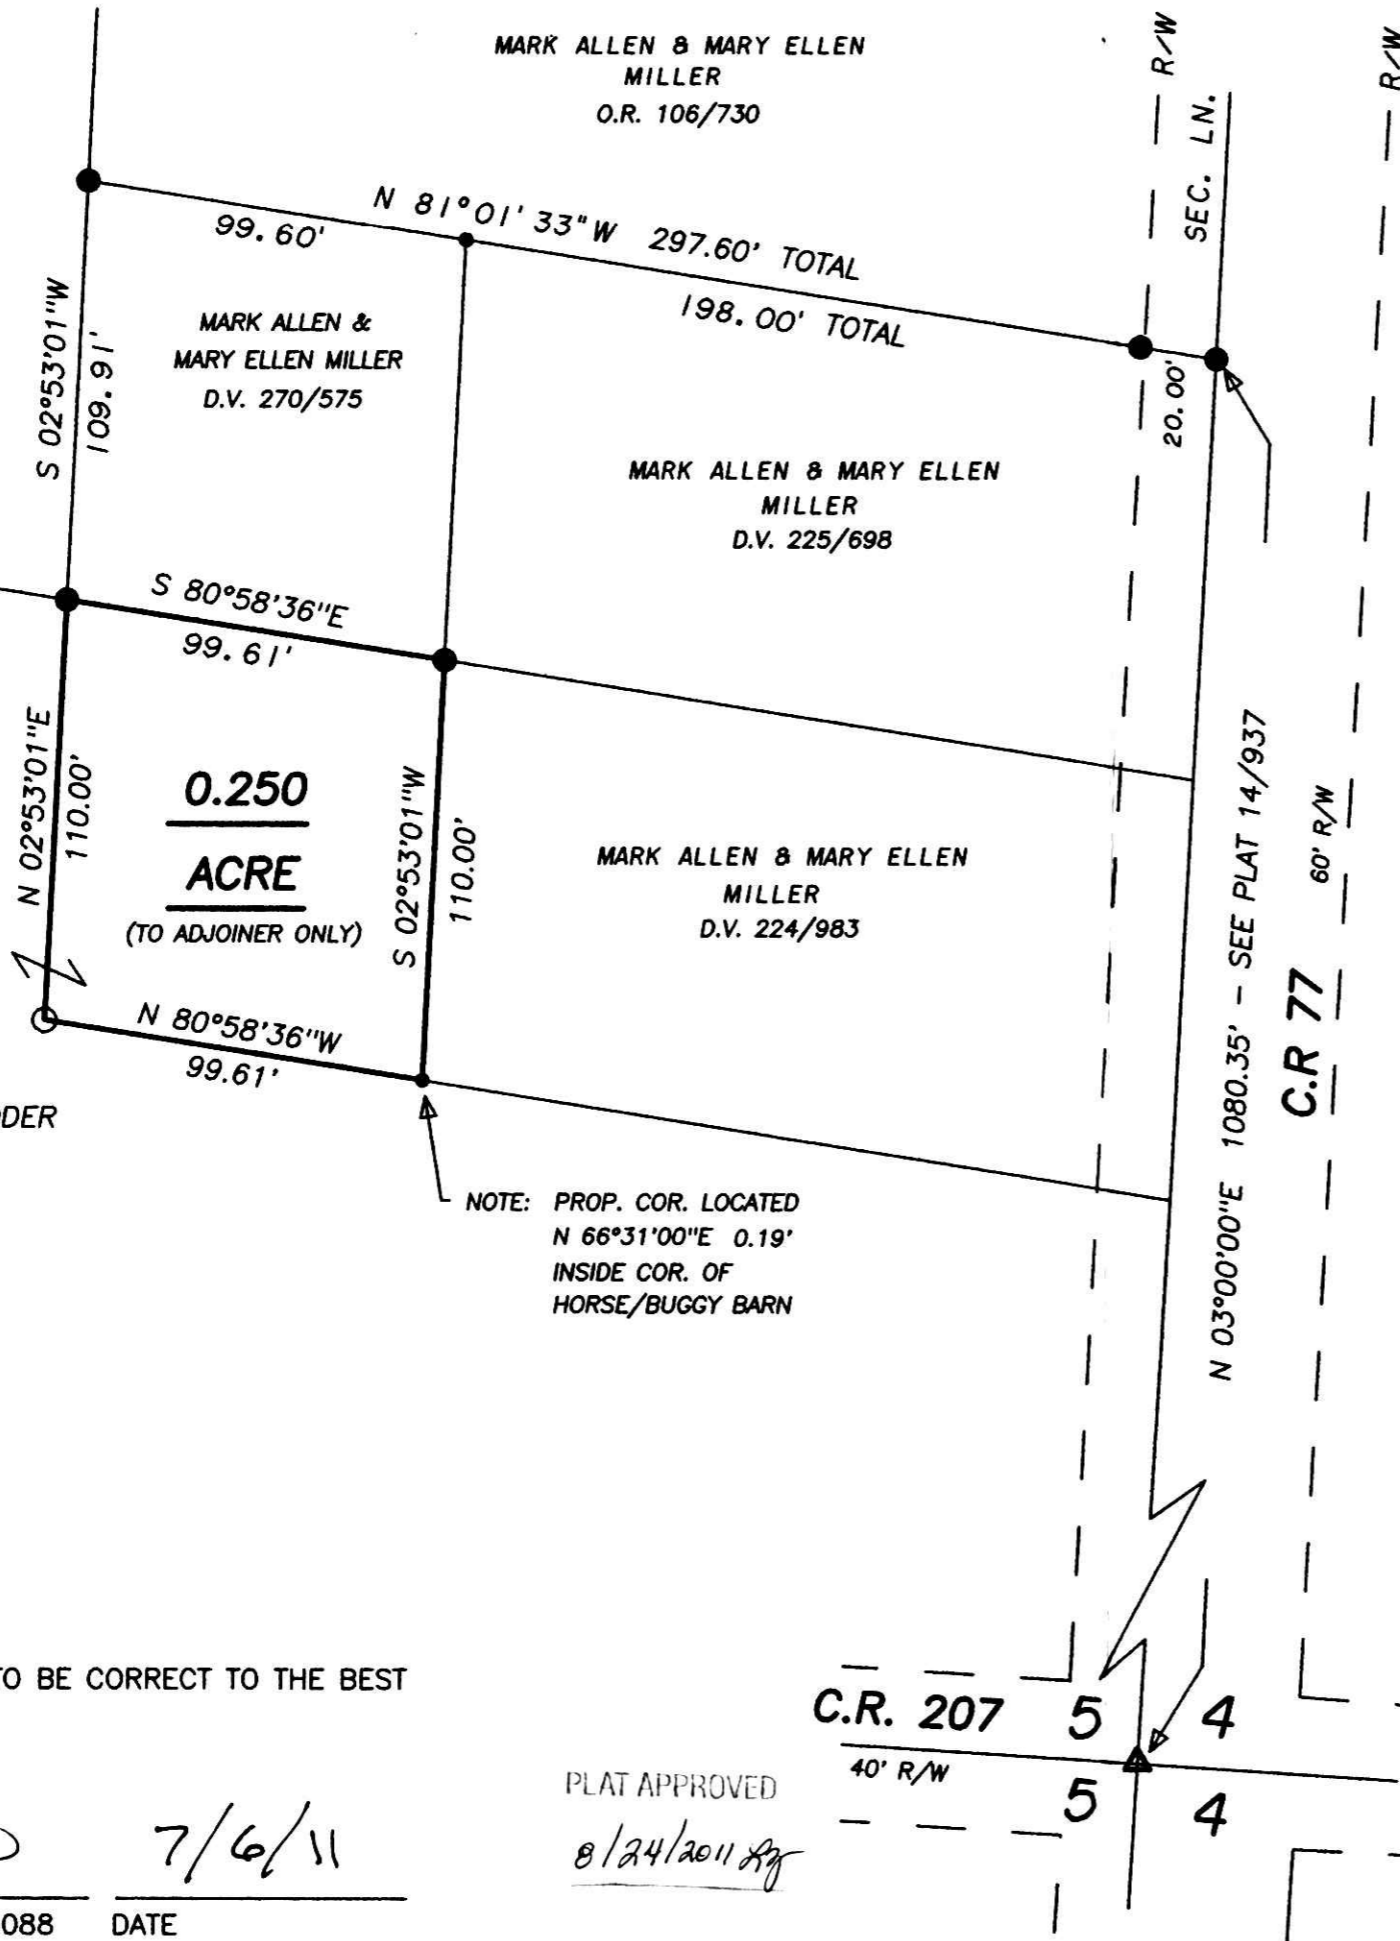 MARK ALLEN & MARY ELLEN
MILLER
O.R. 106/730
R/W
R/W
SEC. LN.
N 81°01'33"W 297.60' TOTAL
99.60'
198.00' TOTAL
20.00'
S 02°53'01"W
109.91'
MARK ALLEN &
MARY ELLEN MILLER
D.V. 270/575
MARK ALLEN & MARY ELLEN
MILLER
D.V. 225/698
S 80°58'36"E
99.61'
N 02°53'01"E
110.00'
0.250
ACRE
(TO ADJOINER ONLY)
S 02°53'01"W
110.00'
MARK ALLEN & MARY ELLEN
MILLER
D.V. 224/983
N 03°00'00"E 1080.35' - SEE PLAT 14/937
60' R/W
C.R 77
N 80°58'36"W
99.61'
DER
NOTE: PROP. COR. LOCATED
N 66°31'00"E 0.19'
INSIDE COR. OF
HORSE/BUGGY BARN
TO BE CORRECT TO THE BEST
C.R. 207
5 4
40' R/W
5 4
PLAT APPROVED
8/24/2011
7/6/11
088
DATE